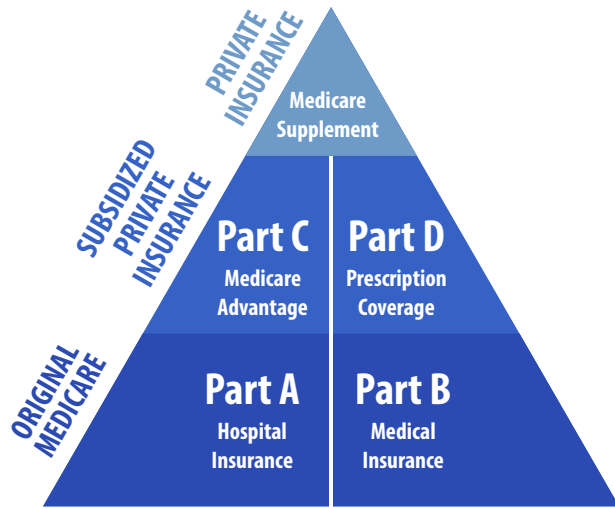 PRIVATE
INSURANCE
Medicare
Supplement
SUBSIDIZED
PRIVATE
INSURANCE
Part C
Medicare
Advantage
Part D
Prescription
Coverage
ORIGINAL
MEDICARE
Part A
Hospital
Insurance
Part B
Medical
Insurance